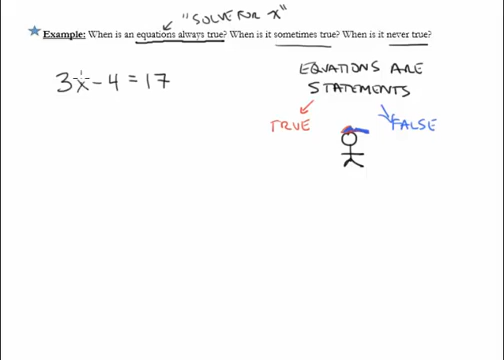 "SOLVE FOR X"
Example: When is an equations always true? When is it sometimes true? When is it never true?
3x - 4 = 17
EQUATIONS ARE
STATEMENTS
TRUE
FALSE